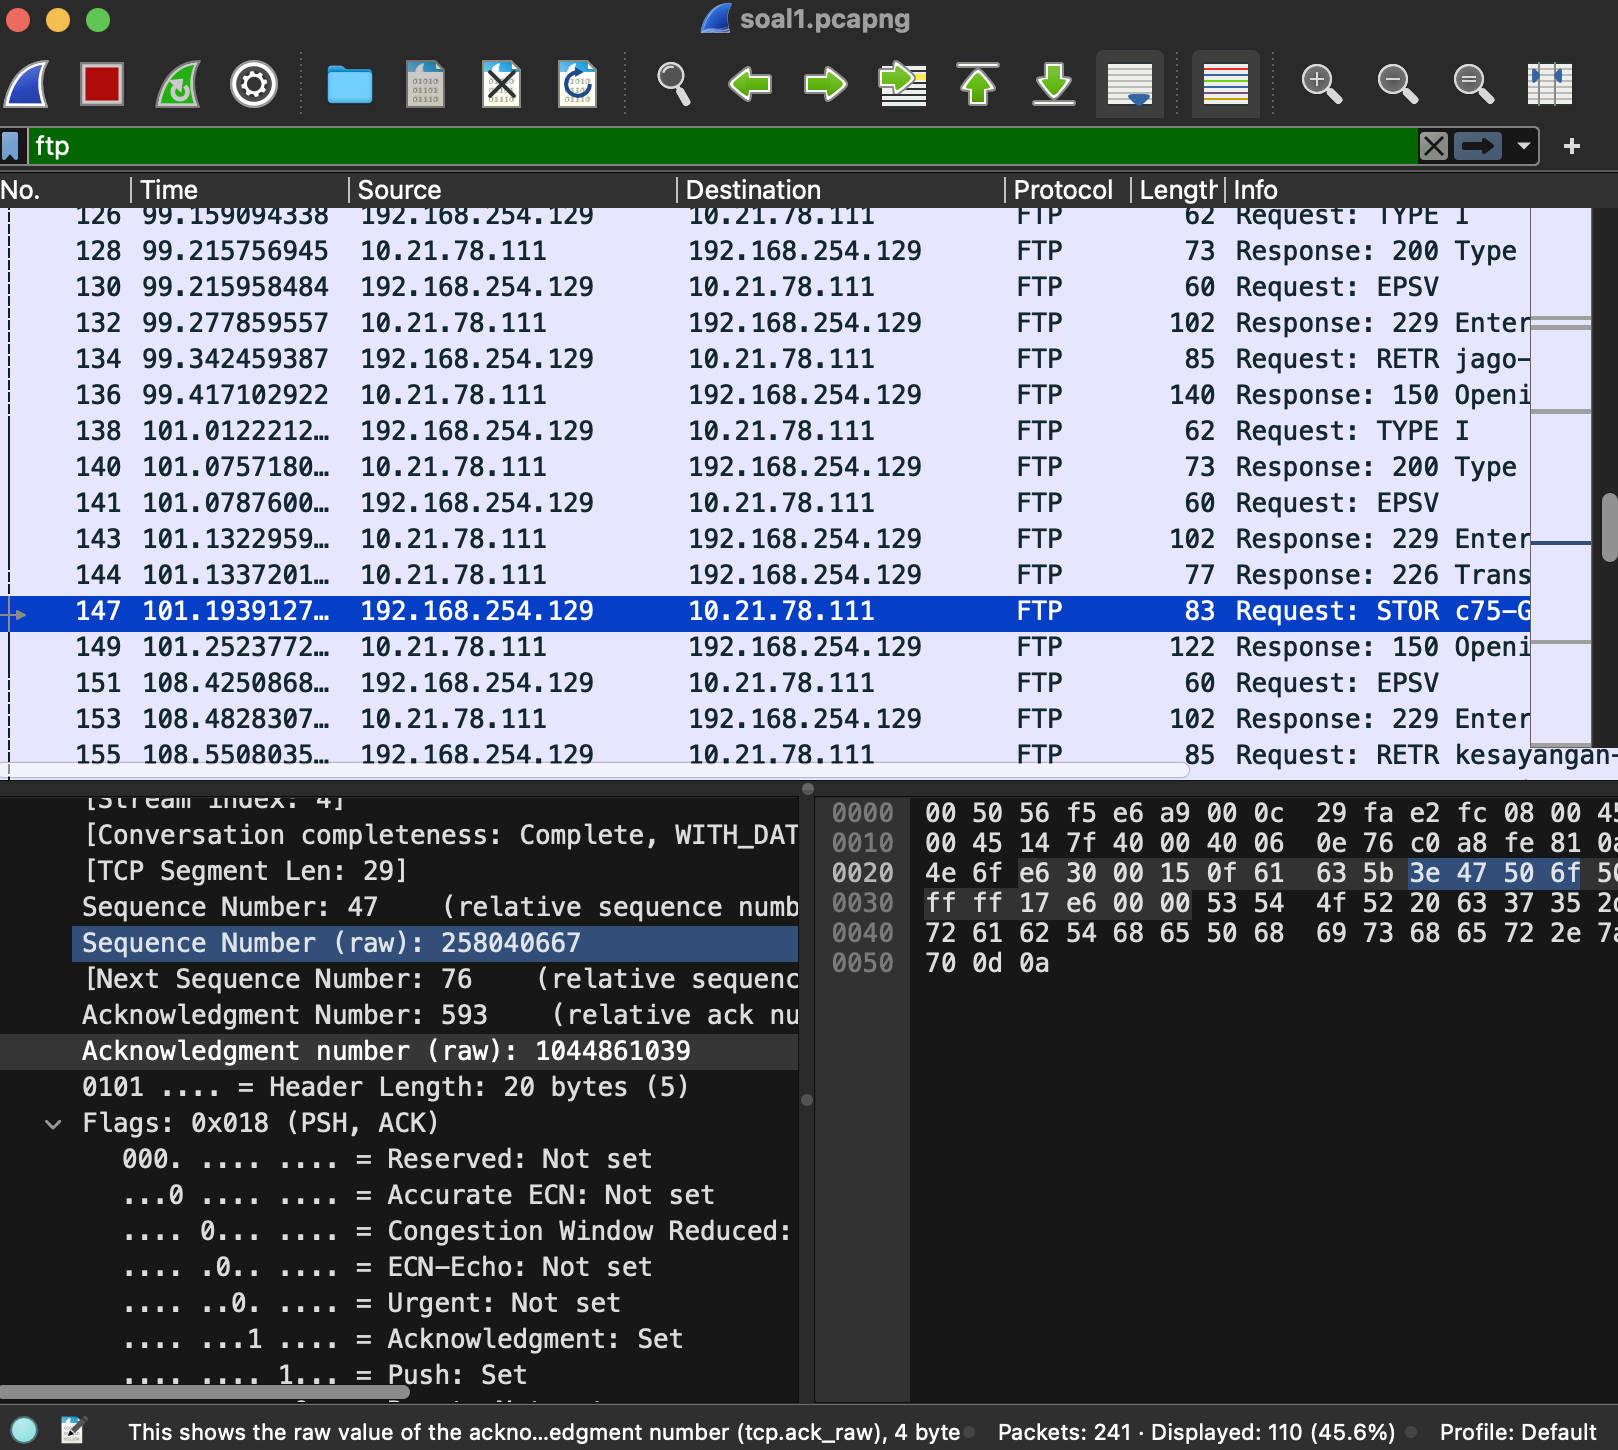 soal1.pcapng
ftp
No. Time Source Destination Protocol Length Info
126 99.159094338 192.168.254.129 10.21.78.111 FTP 62 Request: TYPE I
128 99.215756945 10.21.78.111 192.168.254.129 FTP 73 Response: 200 Type
130 99.215958484 192.168.254.129 10.21.78.111 FTP 60 Request: EPSV
132 99.277859557 10.21.78.111 192.168.254.129 FTP 102 Response: 229 Enter
134 99.342459387 192.168.254.129 10.21.78.111 FTP 85 Request: RETR jago-
136 99.417102922 10.21.78.111 192.168.254.129 FTP 140 Response: 150 Openi
138 101.0122212… 192.168.254.129 10.21.78.111 FTP 62 Request: TYPE I
140 101.0757180… 10.21.78.111 192.168.254.129 FTP 73 Response: 200 Type
141 101.0787600… 192.168.254.129 10.21.78.111 FTP 60 Request: EPSV
143 101.1322959… 10.21.78.111 192.168.254.129 FTP 102 Response: 229 Enter
144 101.1337201… 10.21.78.111 192.168.254.129 FTP 77 Response: 226 Trans
147 101.1939127… 192.168.254.129 10.21.78.111 FTP 83 Request: STOR c75-G
149 101.2523772… 10.21.78.111 192.168.254.129 FTP 122 Response: 150 Openi
151 108.4250868… 192.168.254.129 10.21.78.111 FTP 60 Request: EPSV
153 108.4828307… 10.21.78.111 192.168.254.129 FTP 102 Response: 229 Enter
155 108.5508035… 192.168.254.129 10.21.78.111 FTP 85 Request: RETR kesayangan-
[Stream index: 4]
[Conversation completeness: Complete, WITH_DAT
[TCP Segment Len: 29]
Sequence Number: 47 (relative sequence numb
Sequence Number (raw): 258040667
[Next Sequence Number: 76 (relative sequenc
Acknowledgment Number: 593 (relative ack nu
Acknowledgment number (raw): 1044861039
0101 .... = Header Length: 20 bytes (5)
Flags: 0x018 (PSH, ACK)
000. .... .... = Reserved: Not set
...0 .... .... = Accurate ECN: Not set
.... 0... .... = Congestion Window Reduced:
.... .0.. .... = ECN-Echo: Not set
.... ..0. .... = Urgent: Not set
.... ...1 .... = Acknowledgment: Set
.... .... 1... = Push: Set
0000 00 50 56 f5 e6 a9 00 0c 29 fa e2 fc 08 00 45
0010 00 45 14 7f 40 00 40 06 0e 76 c0 a8 fe 81 0a
0020 4e 6f e6 30 00 15 0f 61 63 5b 3e 47 50 6f 50
0030 ff ff 17 e6 00 00 53 54 4f 52 20 63 37 35 2d
0040 72 61 62 54 68 65 50 68 69 73 68 65 72 2e 7a
0050 70 0d 0a
This shows the raw value of the ackno…edgment number (tcp.ack_raw), 4 byte
Packets: 241 · Displayed: 110 (45.6%)
Profile: Default